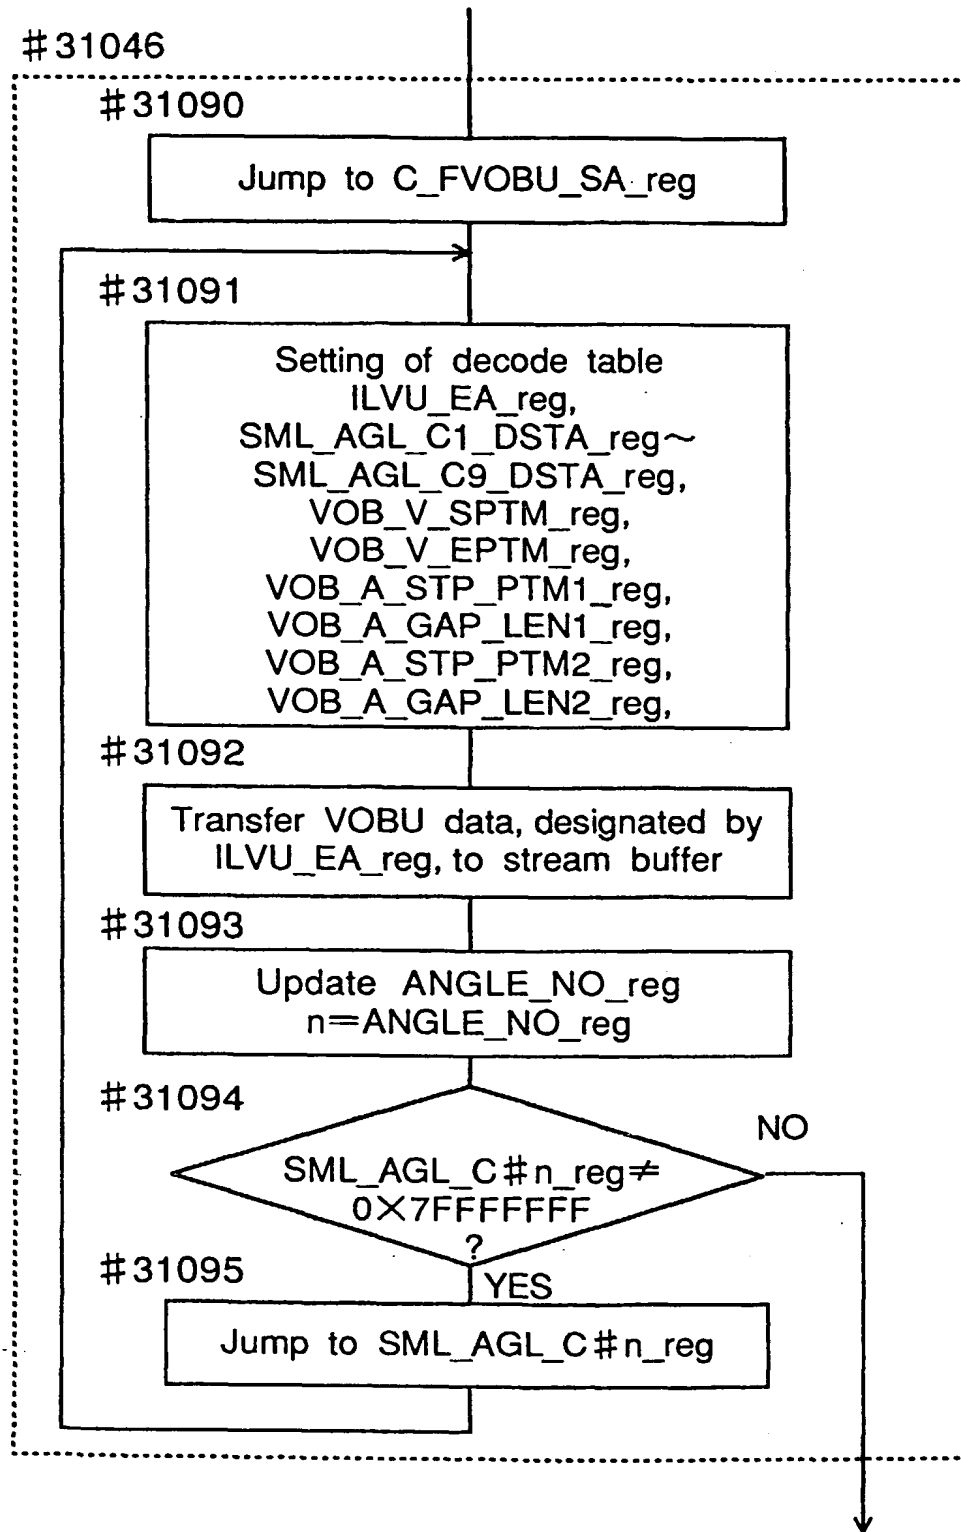 #31046
#31090
Jump to C_FVOBU_SA_reg
#31091
Setting of decode table
ILVU_EA_reg,
SML_AGL_C1_DSTA_reg~
SML_AGL_C9_DSTA_reg,
VOB_V_SPTM_reg,
VOB_V_EPTM_reg,
VOB_A_STP_PTM1_reg,
VOB_A_GAP_LEN1_reg,
VOB_A_STP_PTM2_reg,
VOB_A_GAP_LEN2_reg,
#31092
Transfer VOBU data, designated by
ILVU_EA_reg, to stream buffer
#31093
Update ANGLE_NO_reg
n=ANGLE_NO_reg
#31094
NO
SML_AGL_C#n_reg≠
0X7FFFFFFF
?
#31095
YES
Jump to SML_AGL_C#n_reg